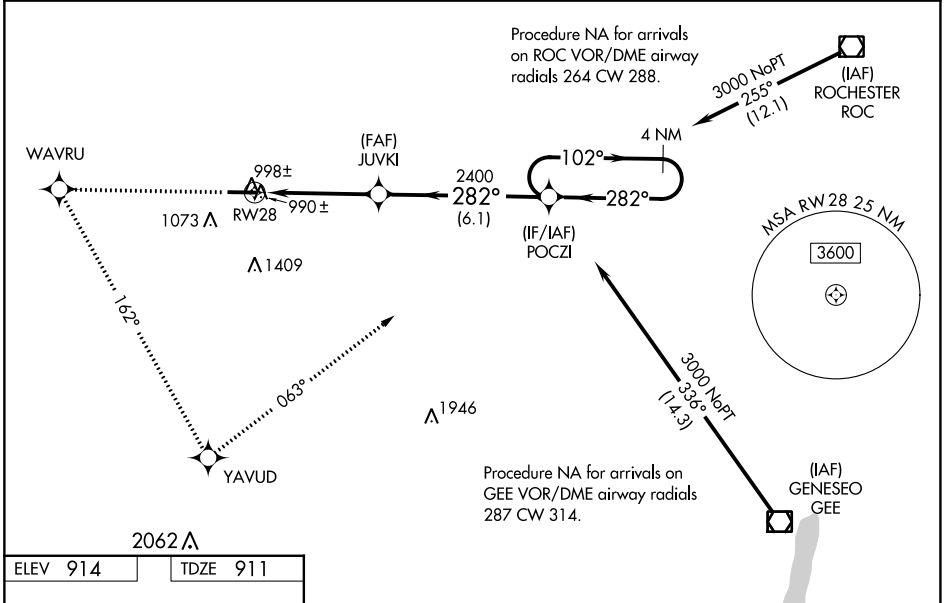 Procedure NA for arrivals
on ROC VOR/DME airway
radials 264 CW 288.
3000 NoPT
255°
(12.1)
(IAF)
ROCHESTER
ROC
4 NM
102°
282°
WAVRU
998±
990±
RW28
1073
1409
(FAF)
JUVKI
2400
282°
(6.1)
(IF/IAF)
POCZI
MSA RW 28 25 NM
3600
162°
063°
YAVUD
1946
3000 NoPT
336°
(14.3)
Procedure NA for arrivals on
GEE VOR/DME airway radials
287 CW 314.
(IAF)
GENESEO
GEE
2062
ELEV 914
TDZE 911